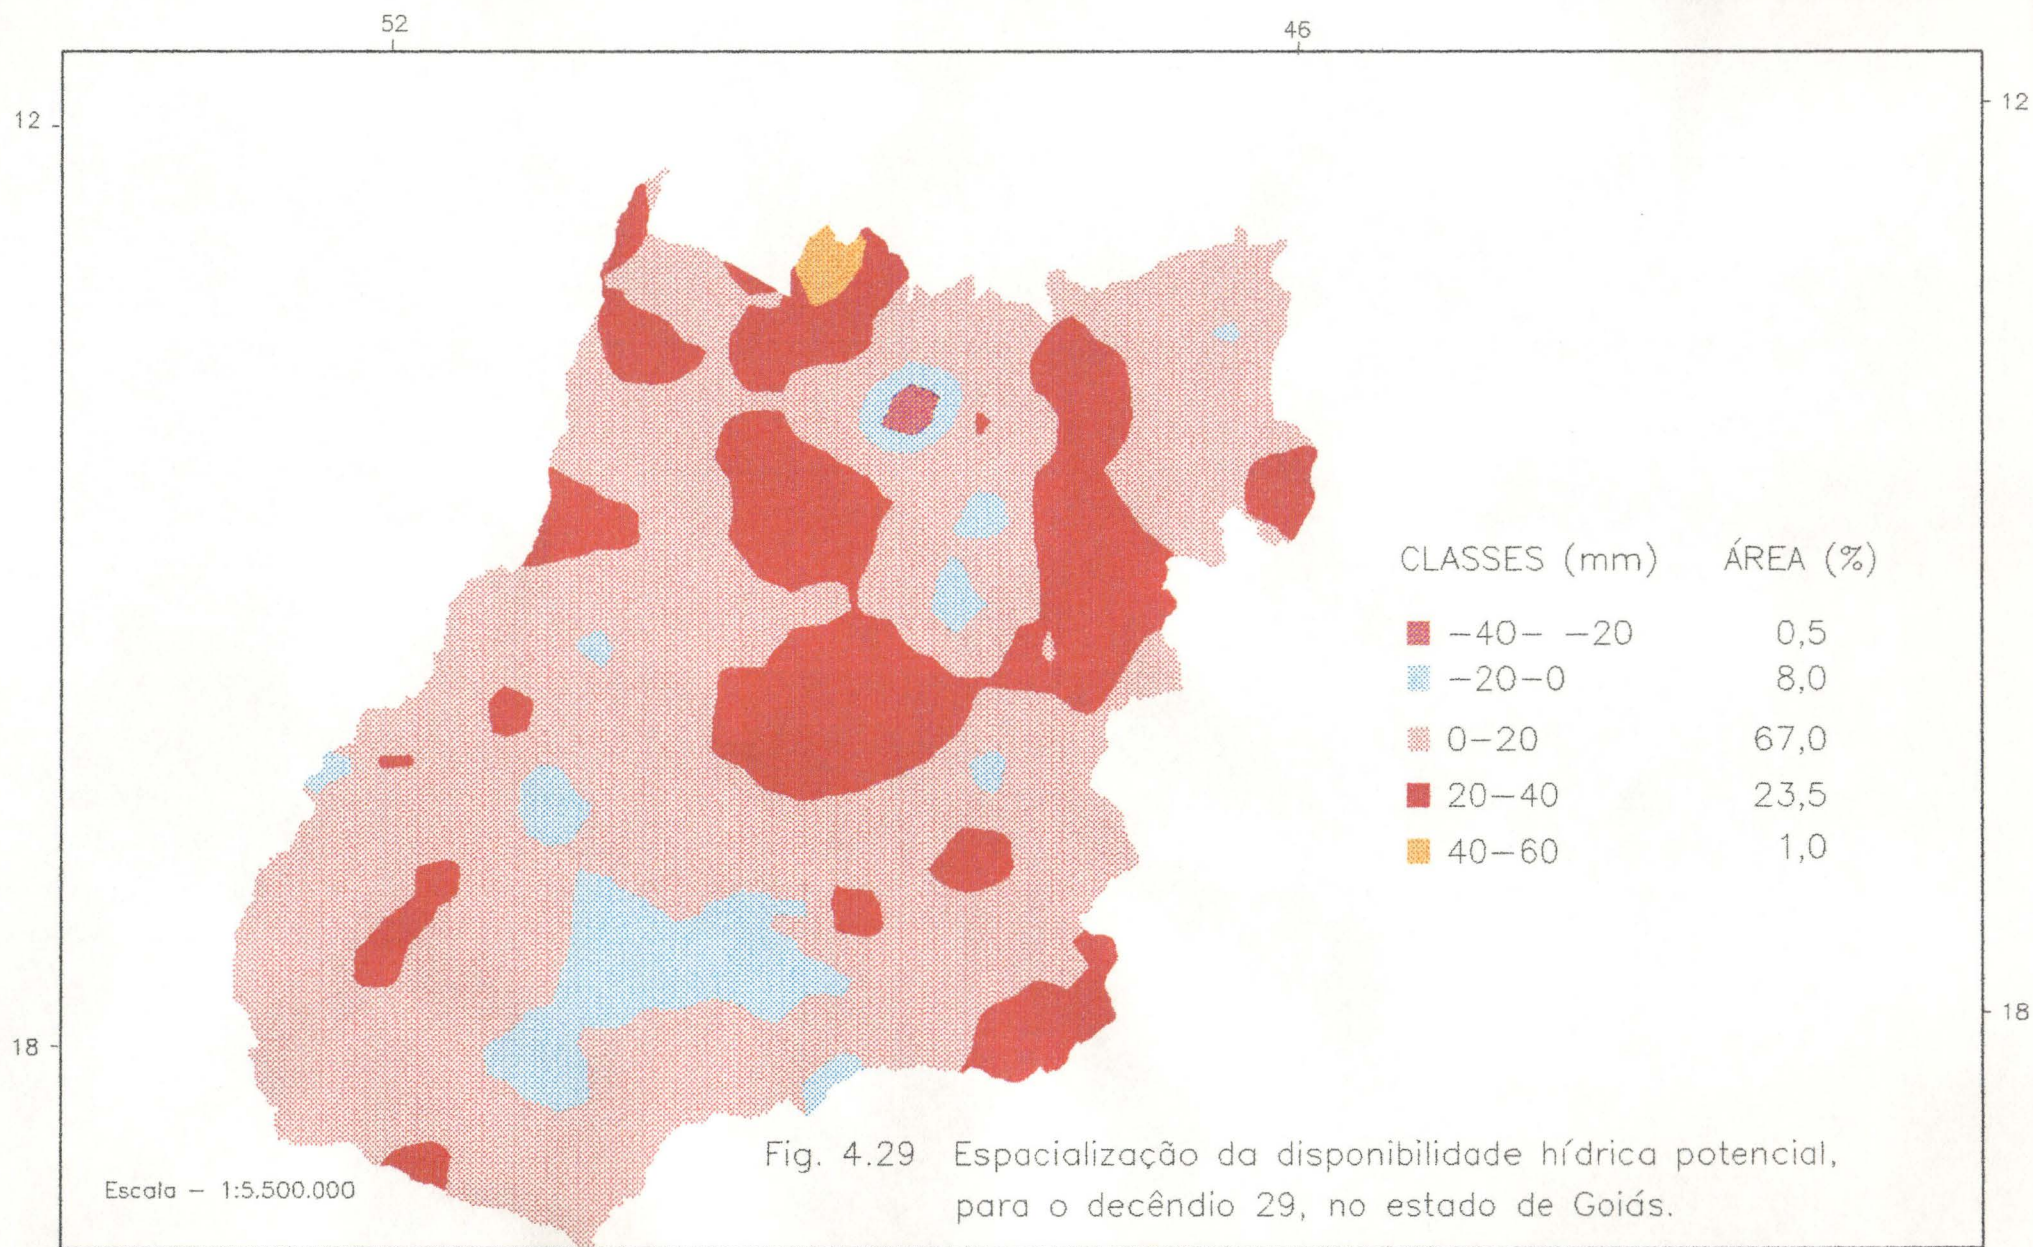 52 46
12 12
CLASSES (mm) ÁREA (%)
-40- -20 0,5
-20-0 8,0
0-20 67,0
20-40 23,5
40-60 1,0
18 18
Fig. 4.29 Espacialização da disponibilidade hídrica potencial,
para o decêndio 29, no estado de Goiás.
Escala - 1:5.500.000